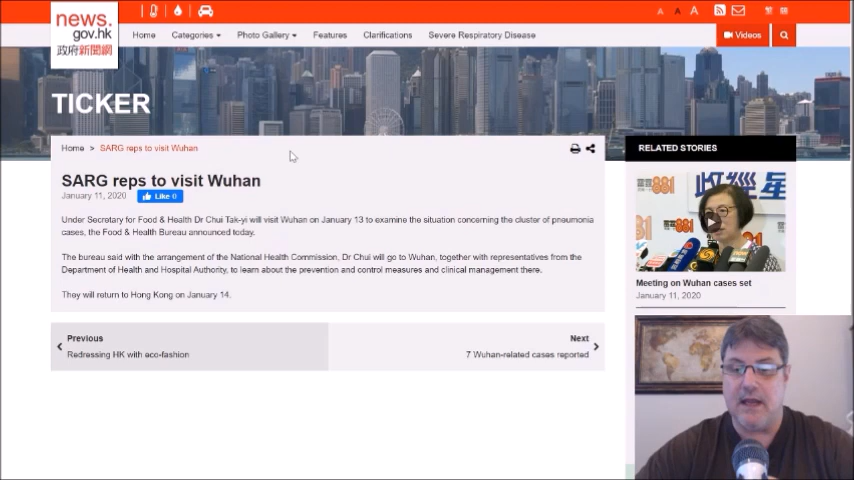 news.
gov.hk
政府新聞網
A A A
繁 簡
Home Categories Photo Gallery Features Clarifications Severe Respiratory Disease
Videos
TICKER
Home > SARG reps to visit Wuhan
SARG reps to visit Wuhan
January 11, 2020 Like 0
Under Secretary for Food & Health Dr Chui Tak-yi will visit Wuhan on January 13 to examine the situation concerning the cluster of pneumonia
cases, the Food & Health Bureau announced today.
The bureau said with the arrangement of the National Health Commission, Dr Chui will go to Wuhan, together with representatives from the
Department of Health and Hospital Authority, to learn about the prevention and control measures and clinical management there.
They will return to Hong Kong on January 14.
Previous
Redressing HK with eco-fashion
Next
7 Wuhan-related cases reported
RELATED STORIES
881
政經星
Meeting on Wuhan cases set
January 11, 2020